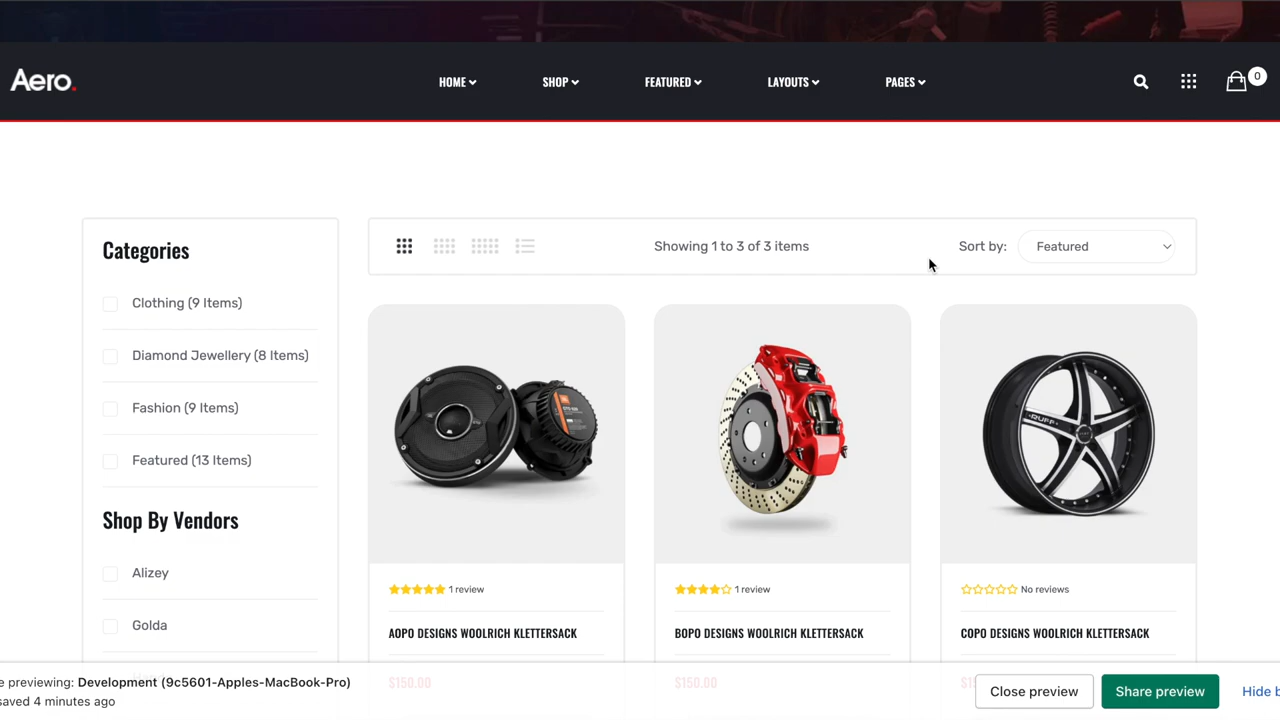 Aero.
HOME SHOP FEATURED LAYOUTS PAGES 0
Categories
Clothing (9 Items)
Diamond Jewellery (8 Items)
Fashion (9 Items)
Featured (13 Items)
Shop By Vendors
Alizey
Golda
Showing 1 to 3 of 3 items Sort by: Featured
RUFF
1 review 1 review No reviews
AOPO DESIGNS WOOLRICH KLETTERSACK BOPO DESIGNS WOOLRICH KLETTERSACK COPO DESIGNS WOOLRICH KLETTERSACK
$150.00 $150.00
e previewing: Development (9c5601-Apples-MacBook-Pro)
saved 4 minutes ago
Close preview Share preview Hide b